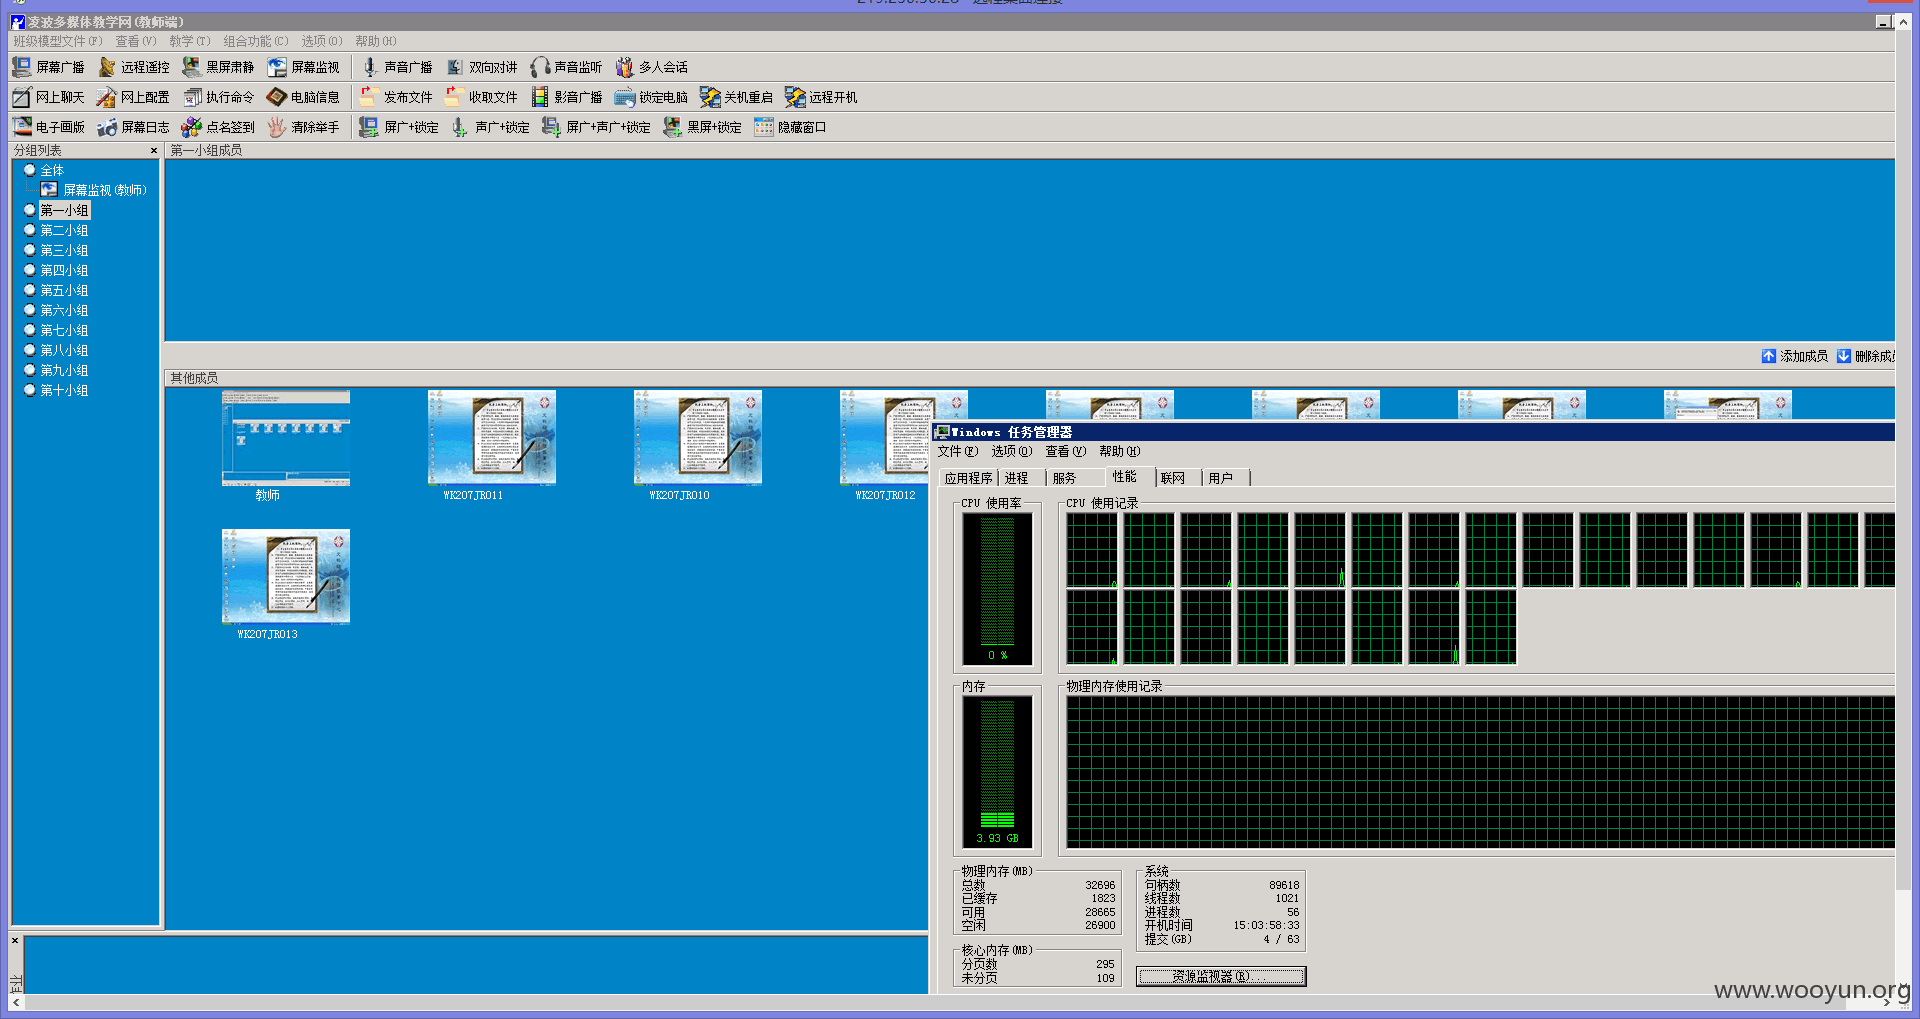 凌波多媒体教学网(教师端)
班级模型文件(F) 查看(V) 教学(T) 组合功能(C) 选项(O) 帮助(H)
屏幕广播 远程遥控 黑屏肃静 屏幕监视 声音广播 双向对讲 声音监听 多人会话
网上聊天 网上配置 执行命令 电脑信息 发布文件 收取文件 影音广播 锁定电脑 关机重启 远程开机
电子画版 屏幕日志 点名签到 清除举手 屏广+锁定 声广+锁定 屏广+声广+锁定 黑屏+锁定 隐藏窗口
分组列表
第一小组成员
全体
屏幕监视(教师)
第一小组
第二小组
第三小组
第四小组
第五小组
第六小组
第七小组
第八小组
第九小组
第十小组
添加成员 删除成员
其他成员
教师 WK207JR011 WK207JR010 WK207JR012
WK207JR013
Windows 任务管理器
文件(F) 选项(O) 查看(V) 帮助(H)
应用程序 进程 服务 性能 联网 用户
CPU 使用率
0 %
CPU 使用记录
内存
3.93 GB
物理内存使用记录
物理内存(MB)
总数 32696
已缓存 1823
可用 28665
空闲 26900
系统
句柄数 89618
线程数 1021
进程数 56
开机时间 15:03:58:33
提交(GB) 4 / 63
核心内存(MB)
分页数 295
未分页 109
资源监视器(R)...
www.wooyun.org